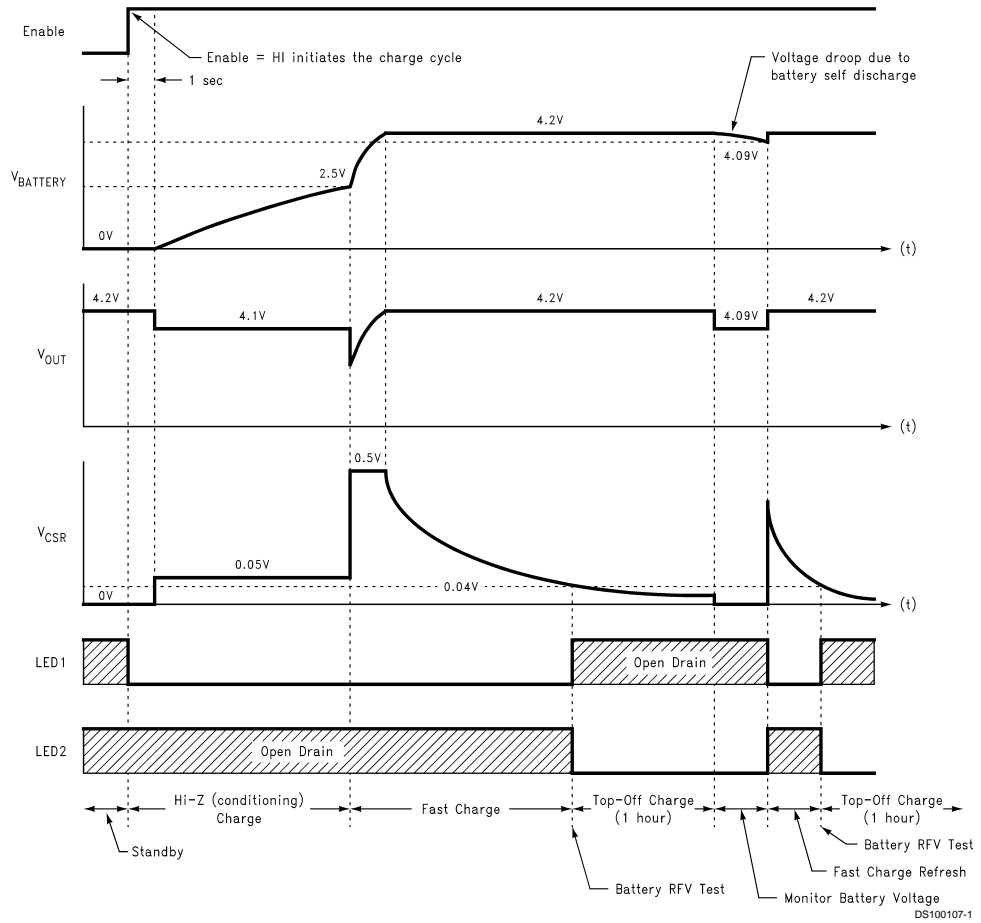 Enable
Enable = HI initiates the charge cycle
1 sec
Voltage droop due to
battery self discharge
4.2V
4.09V
2.5V
VBATTERY
0V
(t)
4.2V
4.1V
4.2V
4.09V
4.2V
VOUT
(t)
0.5V
VCSR
0.05V
0.04V
0V
(t)
LED1
Open Drain
LED2
Open Drain
Hi-Z (conditioning)
Charge
Fast Charge
Top-Off Charge
(1 hour)
Top-Off Charge
(1 hour)
Standby
Battery RFV Test
Fast Charge Refresh
Battery RFV Test
Monitor Battery Voltage
DS100107-1